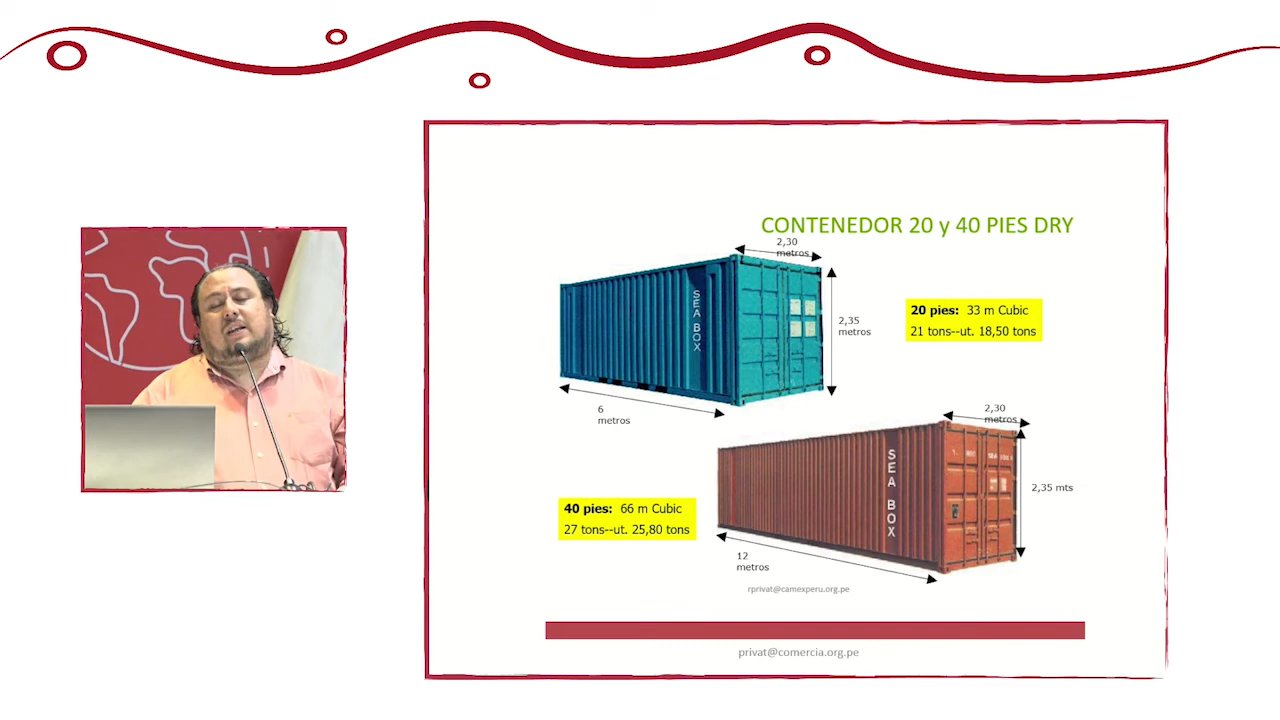 CONTENEDOR 20 y 40 PIES DRY
2,30
metros
SEA BOX
2,35
metros
20 pies: 33 m Cubic
21 tons--ut. 18,50 tons
6
metros
2,30
metros
SEA BOX
2,35 mts
40 pies: 66 m Cubic
27 tons--ut. 25,80 tons
12
metros
rprivat@camexperu.org.pe
privat@comercia.org.pe